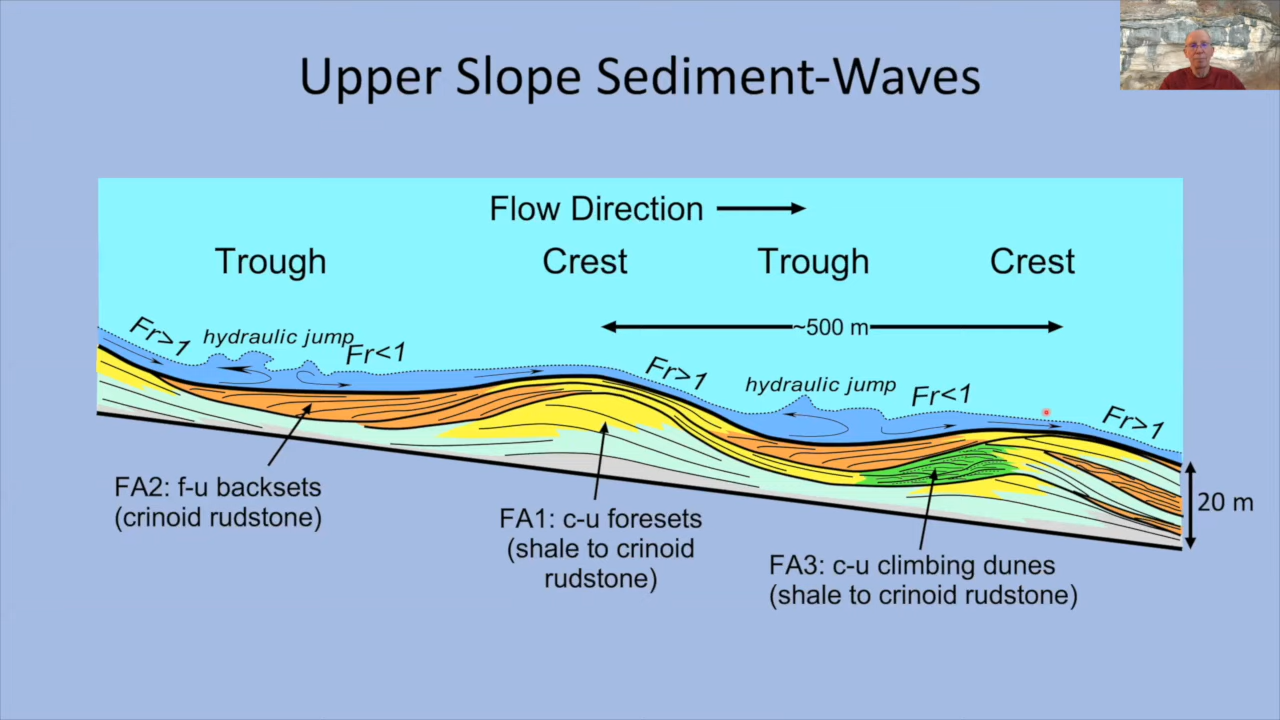 Upper Slope Sediment-Waves
Flow Direction
Trough
Crest
Trough
Crest
~500 m
Fr>1
hydraulic jump
Fr<1
Fr>1
hydraulic jump
Fr<1
Fr>1
20 m
FA2: f-u backsets
(crinoid rudstone)
FA1: c-u foresets
(shale to crinoid
rudstone)
FA3: c-u climbing dunes
(shale to crinoid rudstone)